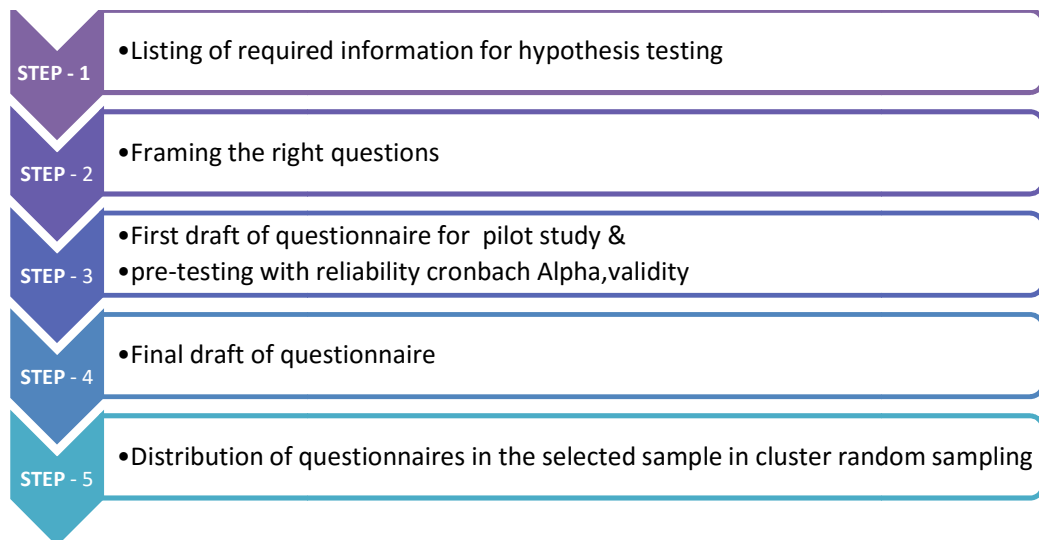 STEP - 1
•Listing of required information for hypothesis testing
STEP - 2
•Framing the right questions
STEP - 3
•First draft of questionnaire for pilot study &
•pre-testing with reliability cronbach Alpha,validity
STEP - 4
•Final draft of questionnaire
STEP - 5
•Distribution of questionnaires in the selected sample in cluster random sampling